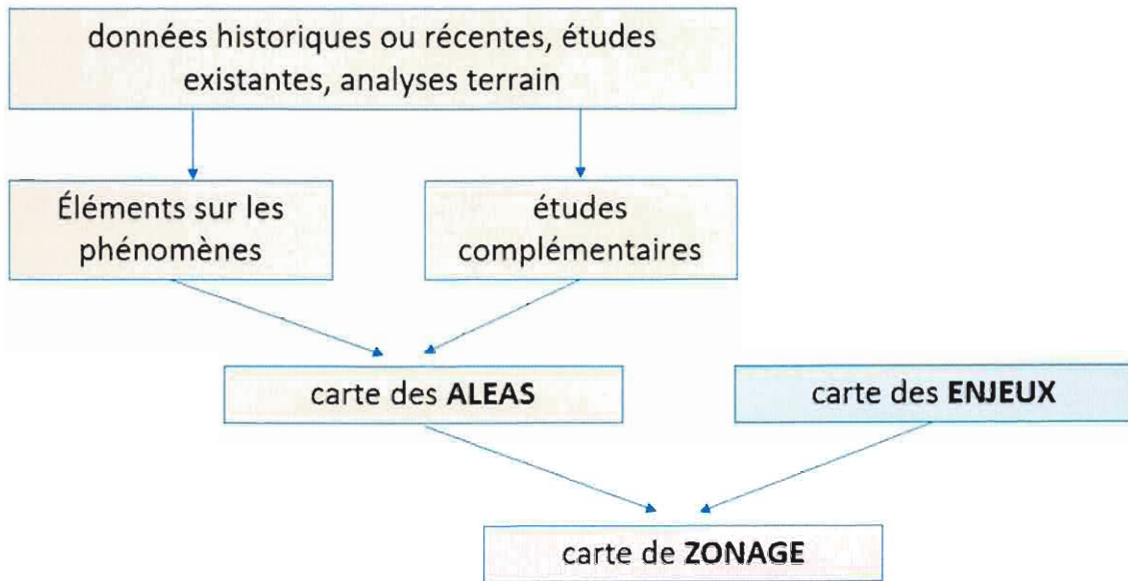 données historiques ou récentes, études
existantes, analyses terrain
Éléments sur les
phénomènes
études
complémentaires
carte des ALEAS
carte des ENJEUX
carte de ZONAGE